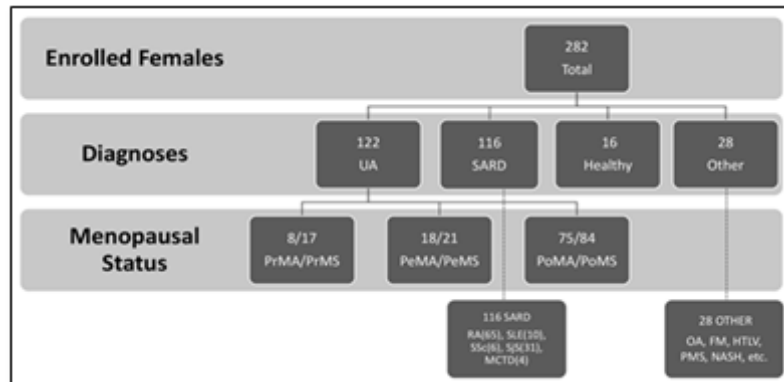 Enrolled Females
282
Total
Diagnoses
122
UA
116
SARD
16
Healthy
28
Other
Menopausal
Status
8/17
PrMA/PrMS
18/21
PeMA/PeMS
75/84
PoMA/PoMS
116 SARD
RA(65), SLE(10),
SSc(6), SjS(31),
MCTD(4)
28 OTHER
OA, FM, HTLV,
PMS, NASH, etc.